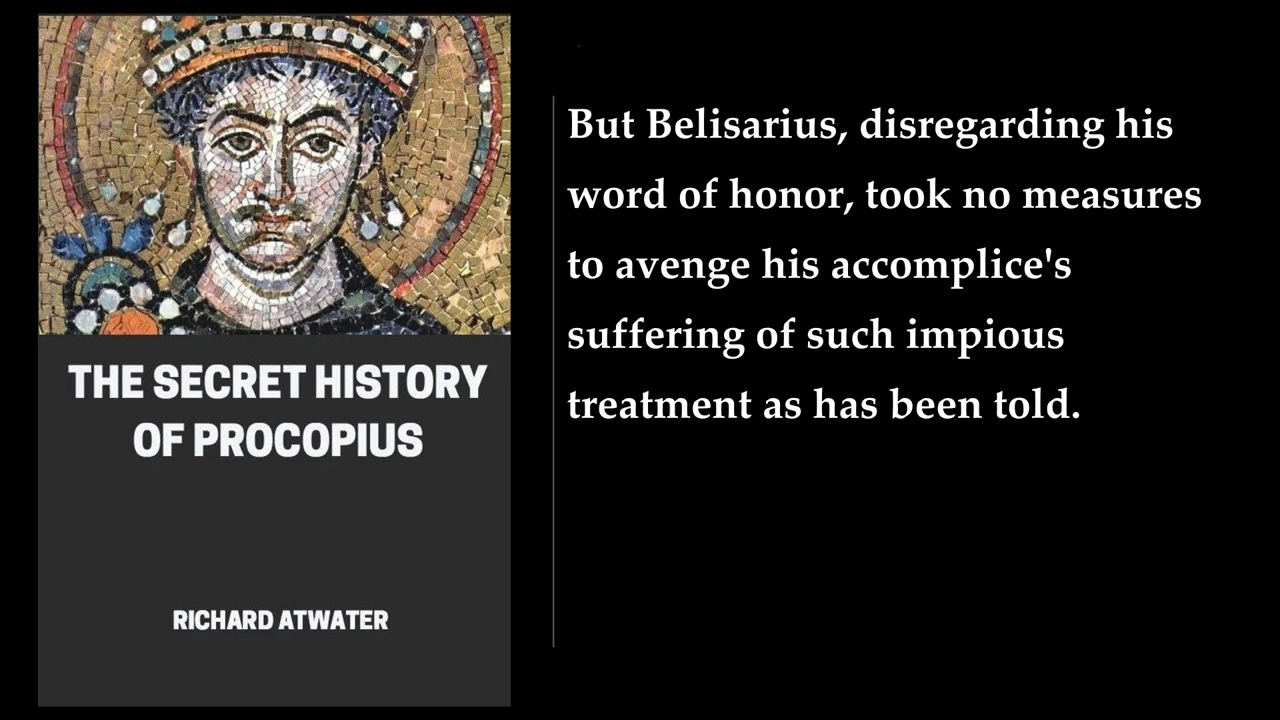 THE SECRET HISTORY
OF PROCOPIUS
RICHARD ATWATER
But Belisarius, disregarding his
word of honor, took no measures
to avenge his accomplice's
suffering of such impious
treatment as has been told.